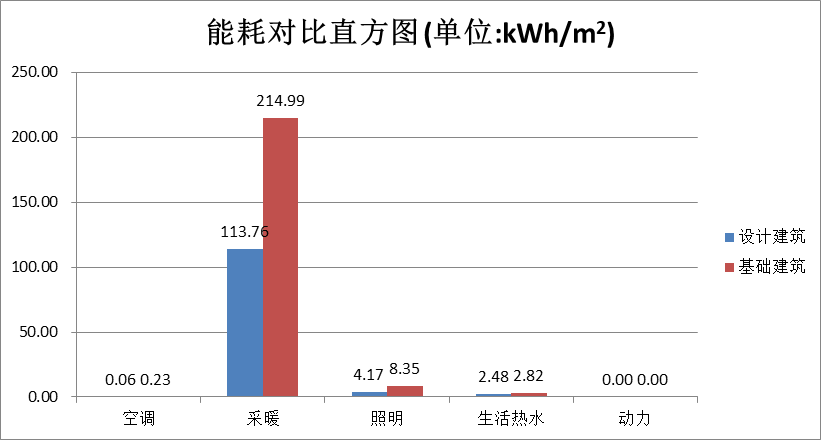 能耗对比直方图(单位:kWh/m²)
250.00
200.00
150.00
100.00
50.00
0.00
0.06 0.23
113.76
214.99
4.17 8.35
2.48 2.82
0.00 0.00
空调
采暖
照明
生活热水
动力
设计建筑
基础建筑